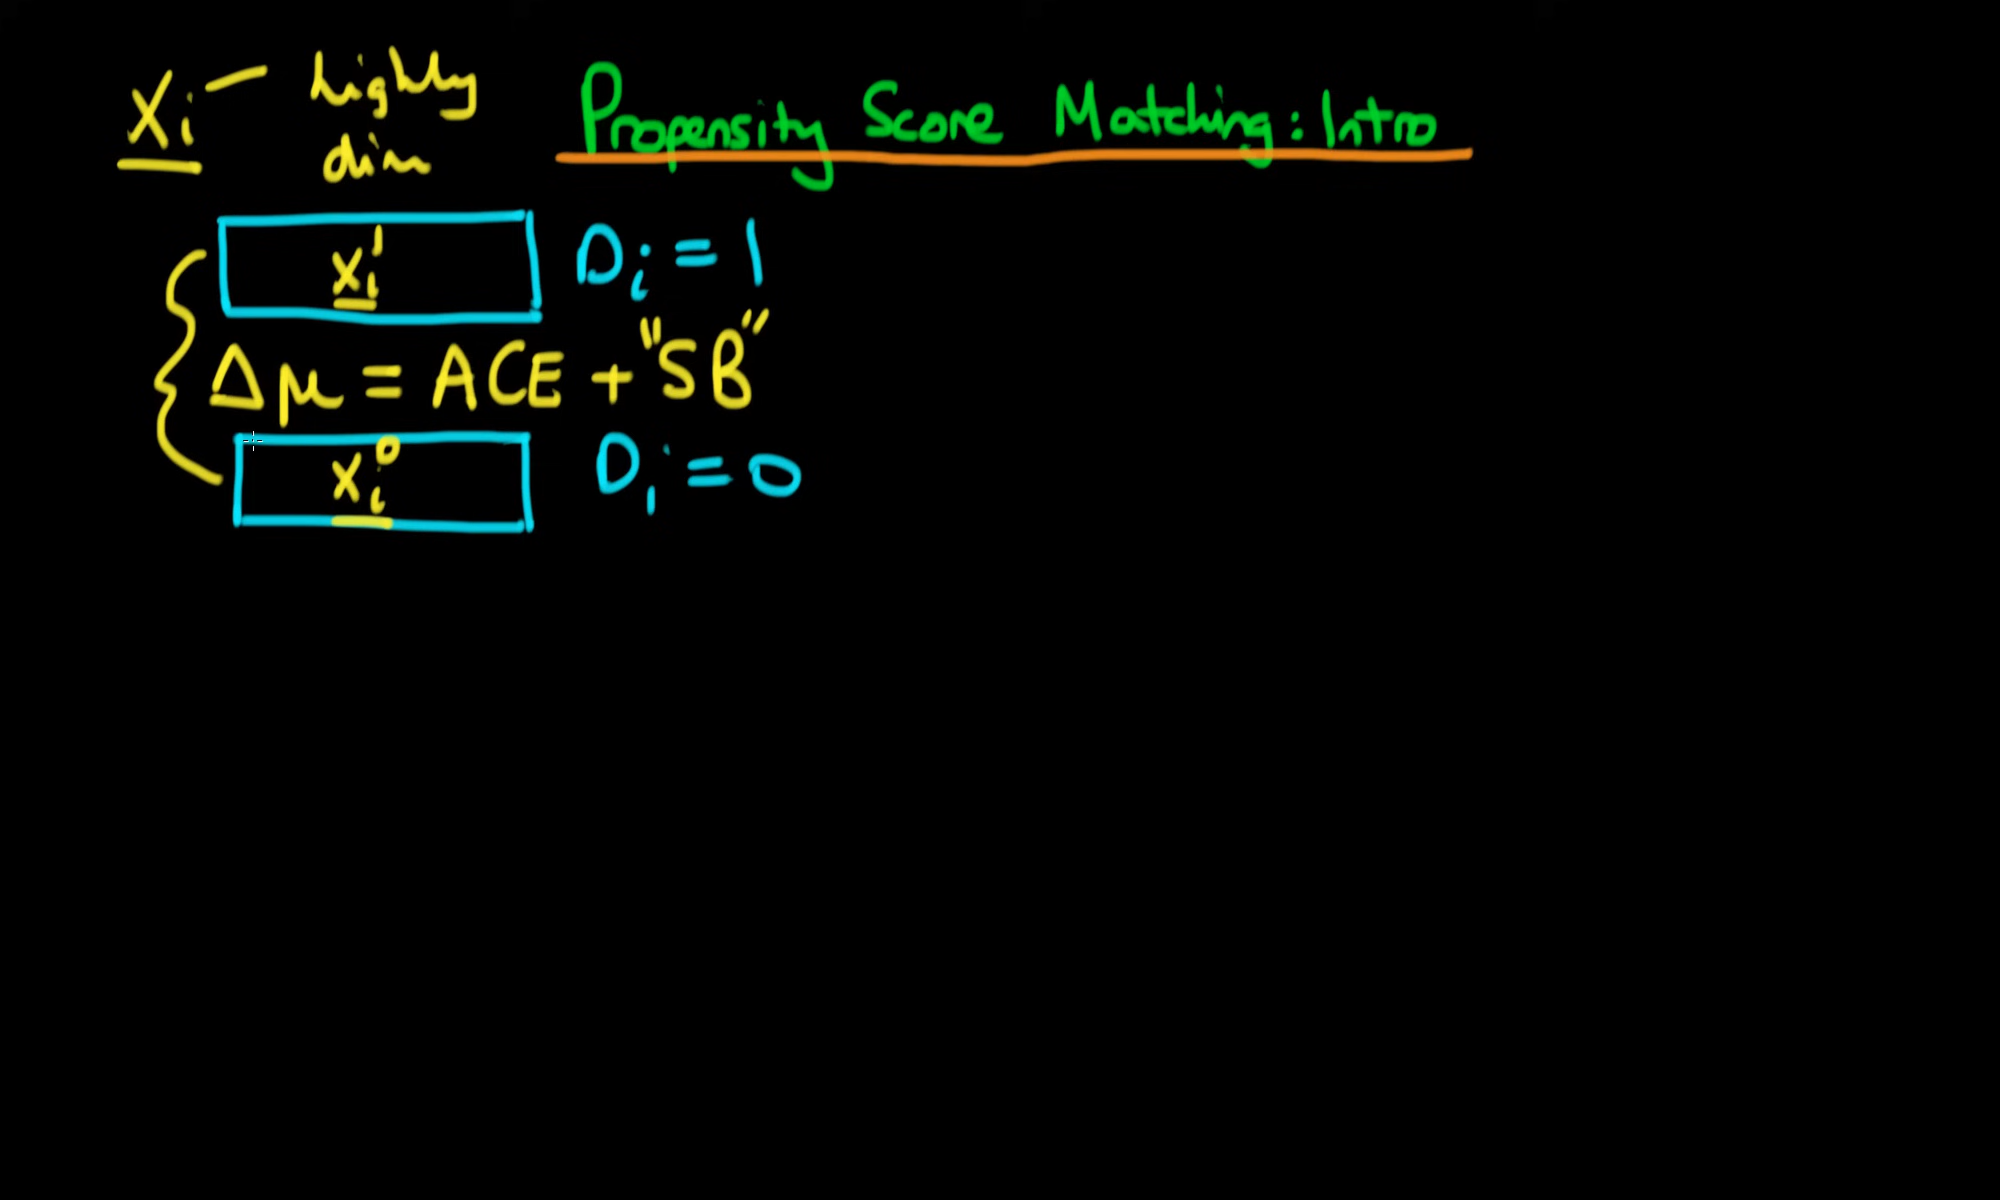 Xi — highly dim
Propensity Score Matching: Intro
xi¹ Di = 1
Δμ = ACE + "SB"
xi⁰ Di = 0